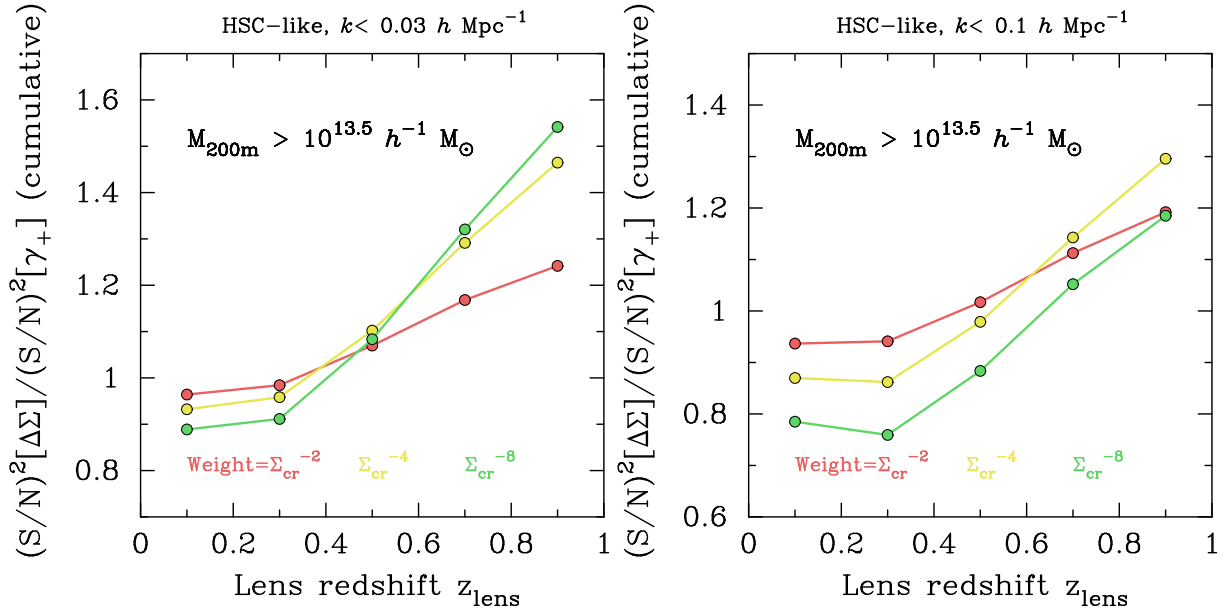 HSC−like, k< 0.03 h Mpc−1
(S/N)2[ΔΣ]/(S/N)2[γ+] (cumulative)
M200m > 1013.5 h−1 M⊙
1.6
1.4
1.2
1
0.8
Weight=Σcr−2 Σcr−4 Σcr−8
0 0.2 0.4 0.6 0.8 1
Lens redshift zlens
HSC−like, k< 0.1 h Mpc−1
(S/N)2[ΔΣ]/(S/N)2[γ+] (cumulative)
M200m > 1013.5 h−1 M⊙
1.4
1.2
1
0.8
0.6
Weight=Σcr−2 Σcr−4 Σcr−8
0 0.2 0.4 0.6 0.8 1
Lens redshift zlens